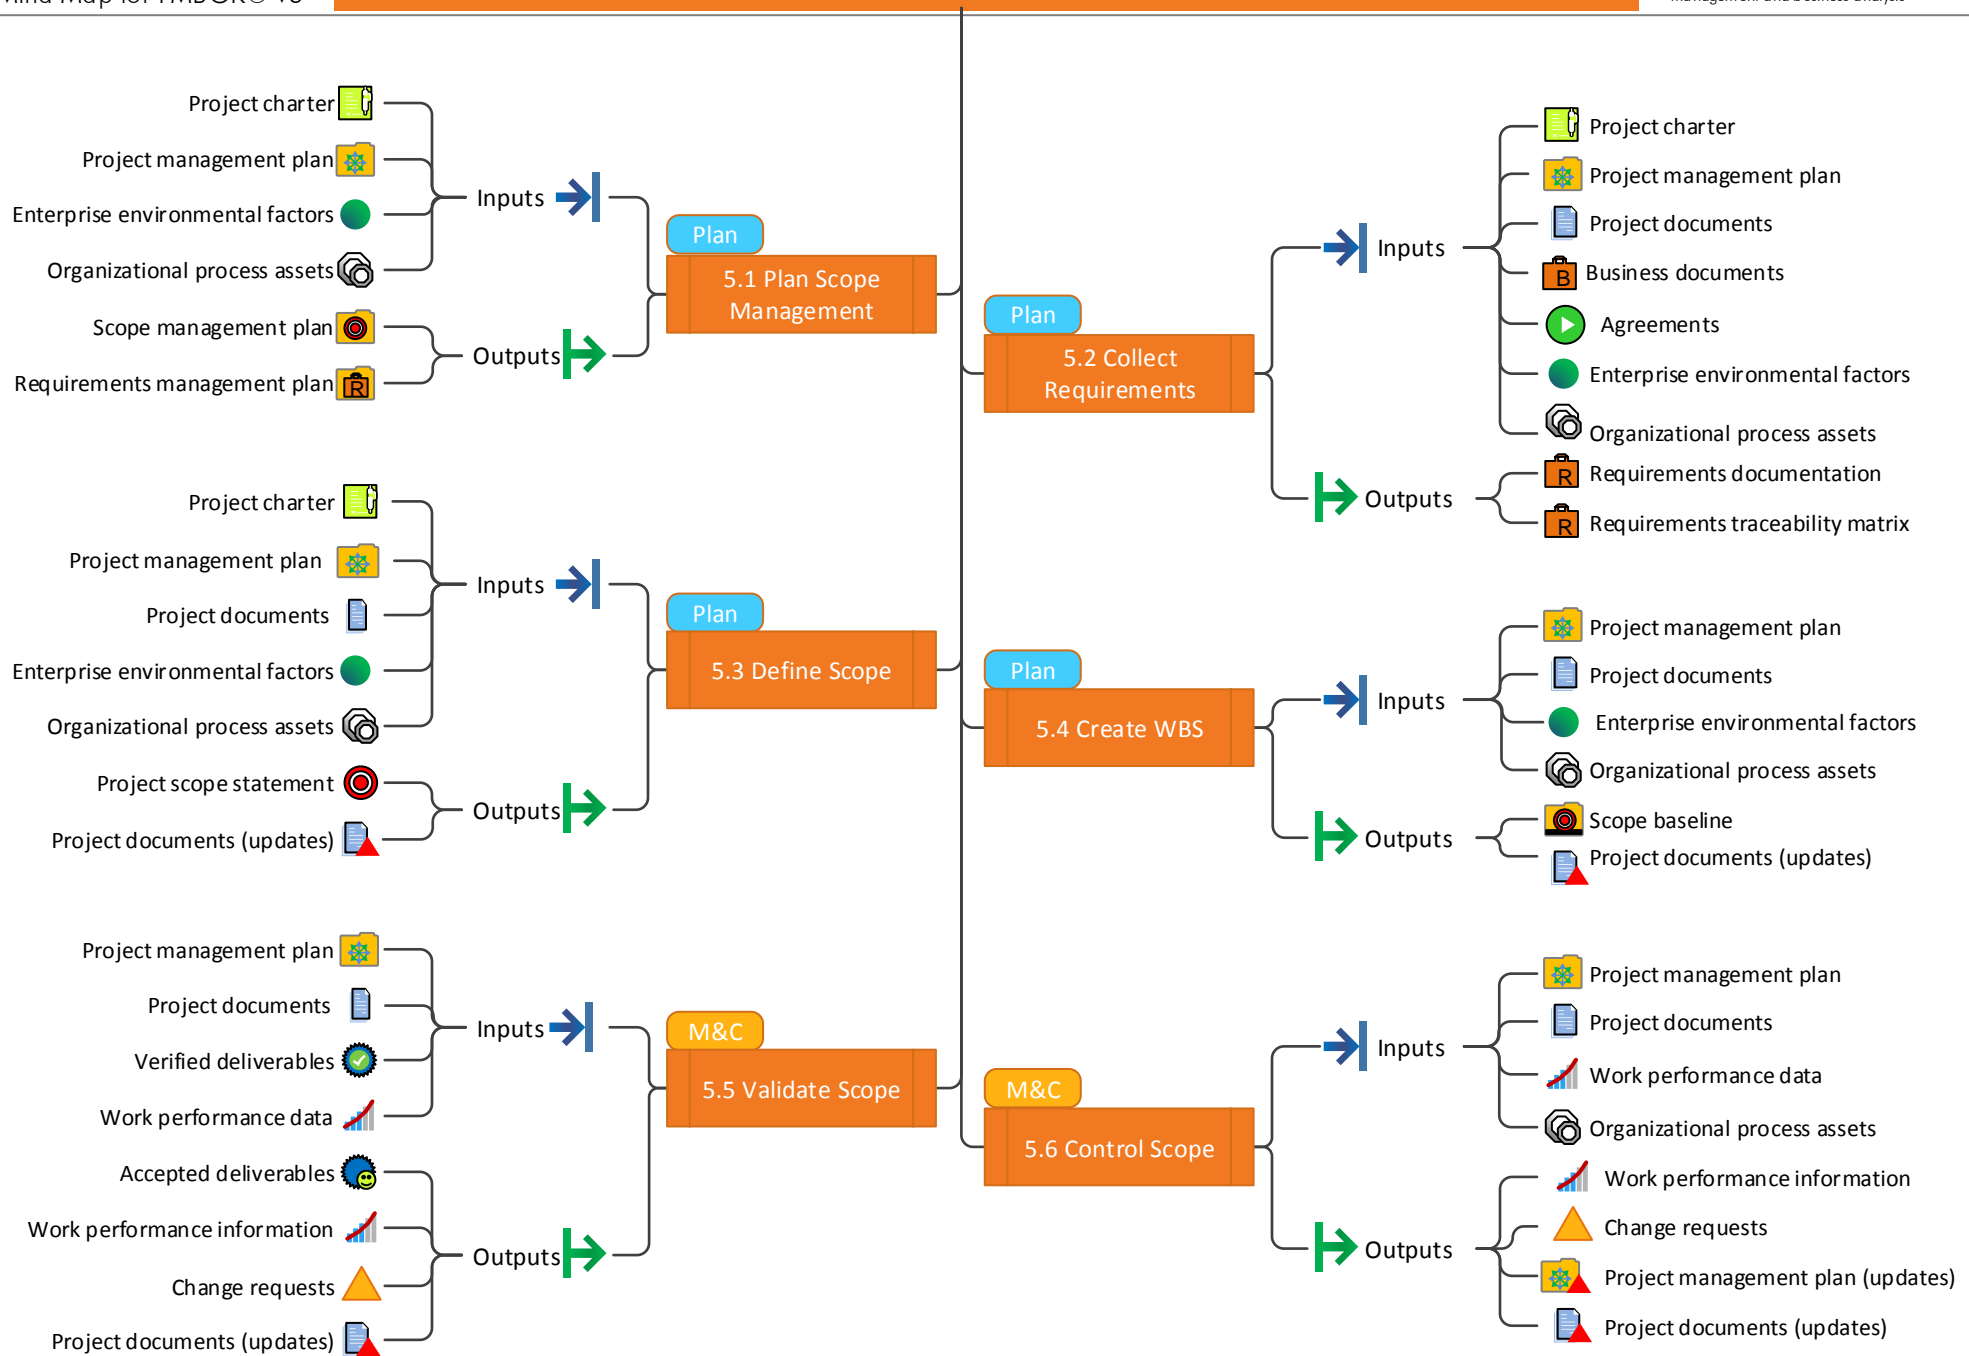 Project charter
Project management plan
Enterprise environmental factors
Organizational process assets
Inputs
Scope management plan
Requirements management plan
Outputs
Plan
5.1 Plan Scope
Management
Plan
5.2 Collect
Requirements
Inputs
Project charter
Project management plan
Project documents
B
Business documents
Agreements
Enterprise environmental factors
Organizational process assets
Outputs
R
Requirements documentation
R
Requirements traceability matrix
R
Project charter
Project management plan
Project documents
Enterprise environmental factors
Organizational process assets
Inputs
Project scope statement
Project documents (updates)
Outputs
Plan
5.3 Define Scope
Plan
5.4 Create WBS
Inputs
Project management plan
Project documents
Enterprise environmental factors
Organizational process assets
Outputs
Scope baseline
Project documents (updates)
Project management plan
Project documents
Verified deliverables
Work performance data
Inputs
Accepted deliverables
Work performance information
Change requests
Project documents (updates)
Outputs
M&C
5.5 Validate Scope
M&C
5.6 Control Scope
Inputs
Project management plan
Project documents
Work performance data
Organizational process assets
Outputs
Work performance information
Change requests
Project management plan (updates)
Project documents (updates)